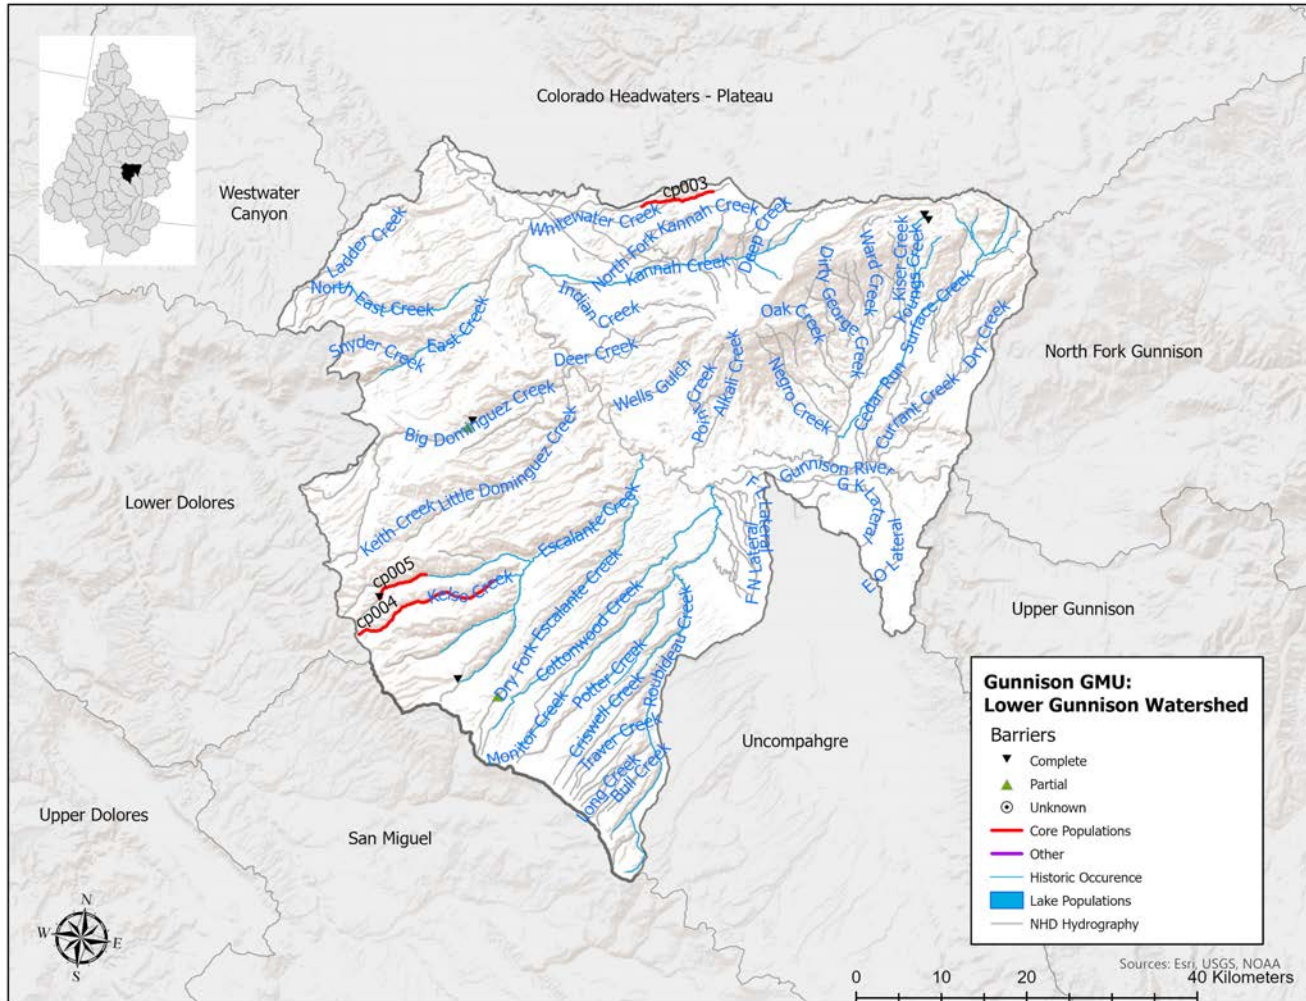 Colorado Headwaters - Plateau
Westwater
Canyon
cp003
Whitewater Creek
North Fork Kannah Creek
Kannah Creek
Deep Creek
Ladder Creek
North East Creek
East Creek
Snyder Creek
Indian Creek
Deer Creek
Dirty George Creek
Ward Creek
Kiser Creek
Youngs Creek
Surface Creek
Oak Creek
Cedar Run
Dry Creek
Currant Creek
Negro Creek
North Fork Gunnison
Wells Gulch
Point Creek
Alkali Creek
Big Dominguez Creek
Little Dominguez Creek
Keith Creek
Lower Dolores
Gunnison River
G K Lateral
F L Lateral
F N Lateral
E O Lateral
Escalante Creek
cp005
Kelso Creek
cp004
Dry Fork Escalante Creek
Cottonwood Creek
Potter Creek
Roubideau Creek
Monitor Creek
Criswell Creek
Traver Creek
Long Creek
Bull Creek
Upper Gunnison
Uncompahgre
Upper Dolores
San Miguel
Gunnison GMU:
Lower Gunnison Watershed
Barriers
Complete
Partial
Unknown
Core Populations
Other
Historic Occurence
Lake Populations
NHD Hydrography
N
W E
S
Sources: Esri, USGS, NOAA
0 10 20 40 Kilometers